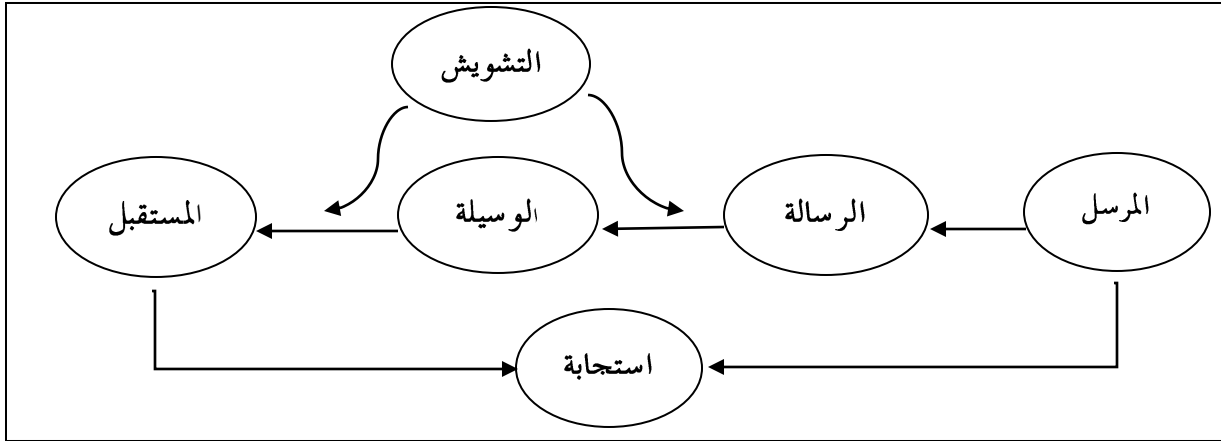 التشويش
المرسل
الرسالة
الوسيلة
المستقبل
استجابة